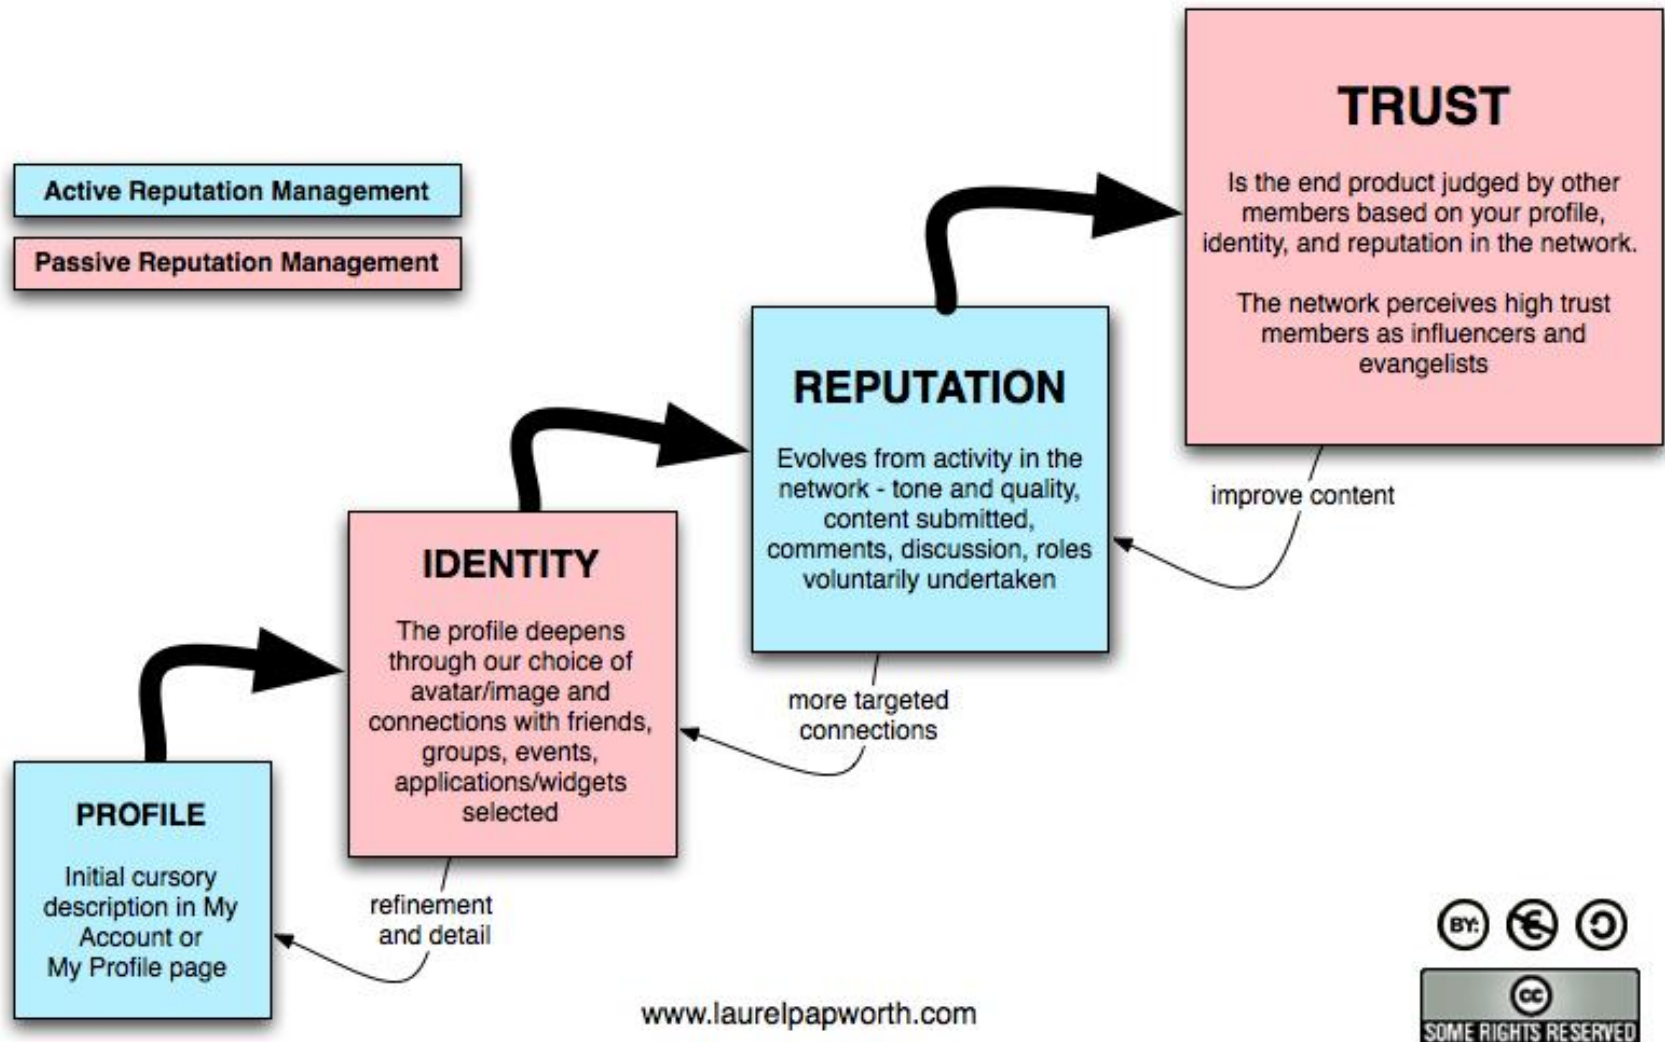 Active Reputation Management
Passive Reputation Management
TRUST
Is the end product judged by other
members based on your profile,
identity, and reputation in the network.
The network perceives high trust
members as influencers and
evangelists
improve content
REPUTATION
Evolves from activity in the
network - tone and quality,
content submitted,
comments, discussion, roles
voluntarily undertaken
more targeted
connections
IDENTITY
The profile deepens
through our choice of
avatar/image and
connections with friends,
groups, events,
applications/widgets
selected
refinement
and detail
PROFILE
Initial cursory
description in My
Account or
My Profile page
www.laurelpapworth.com
BY:
cc
SOME RIGHTS RESERVED